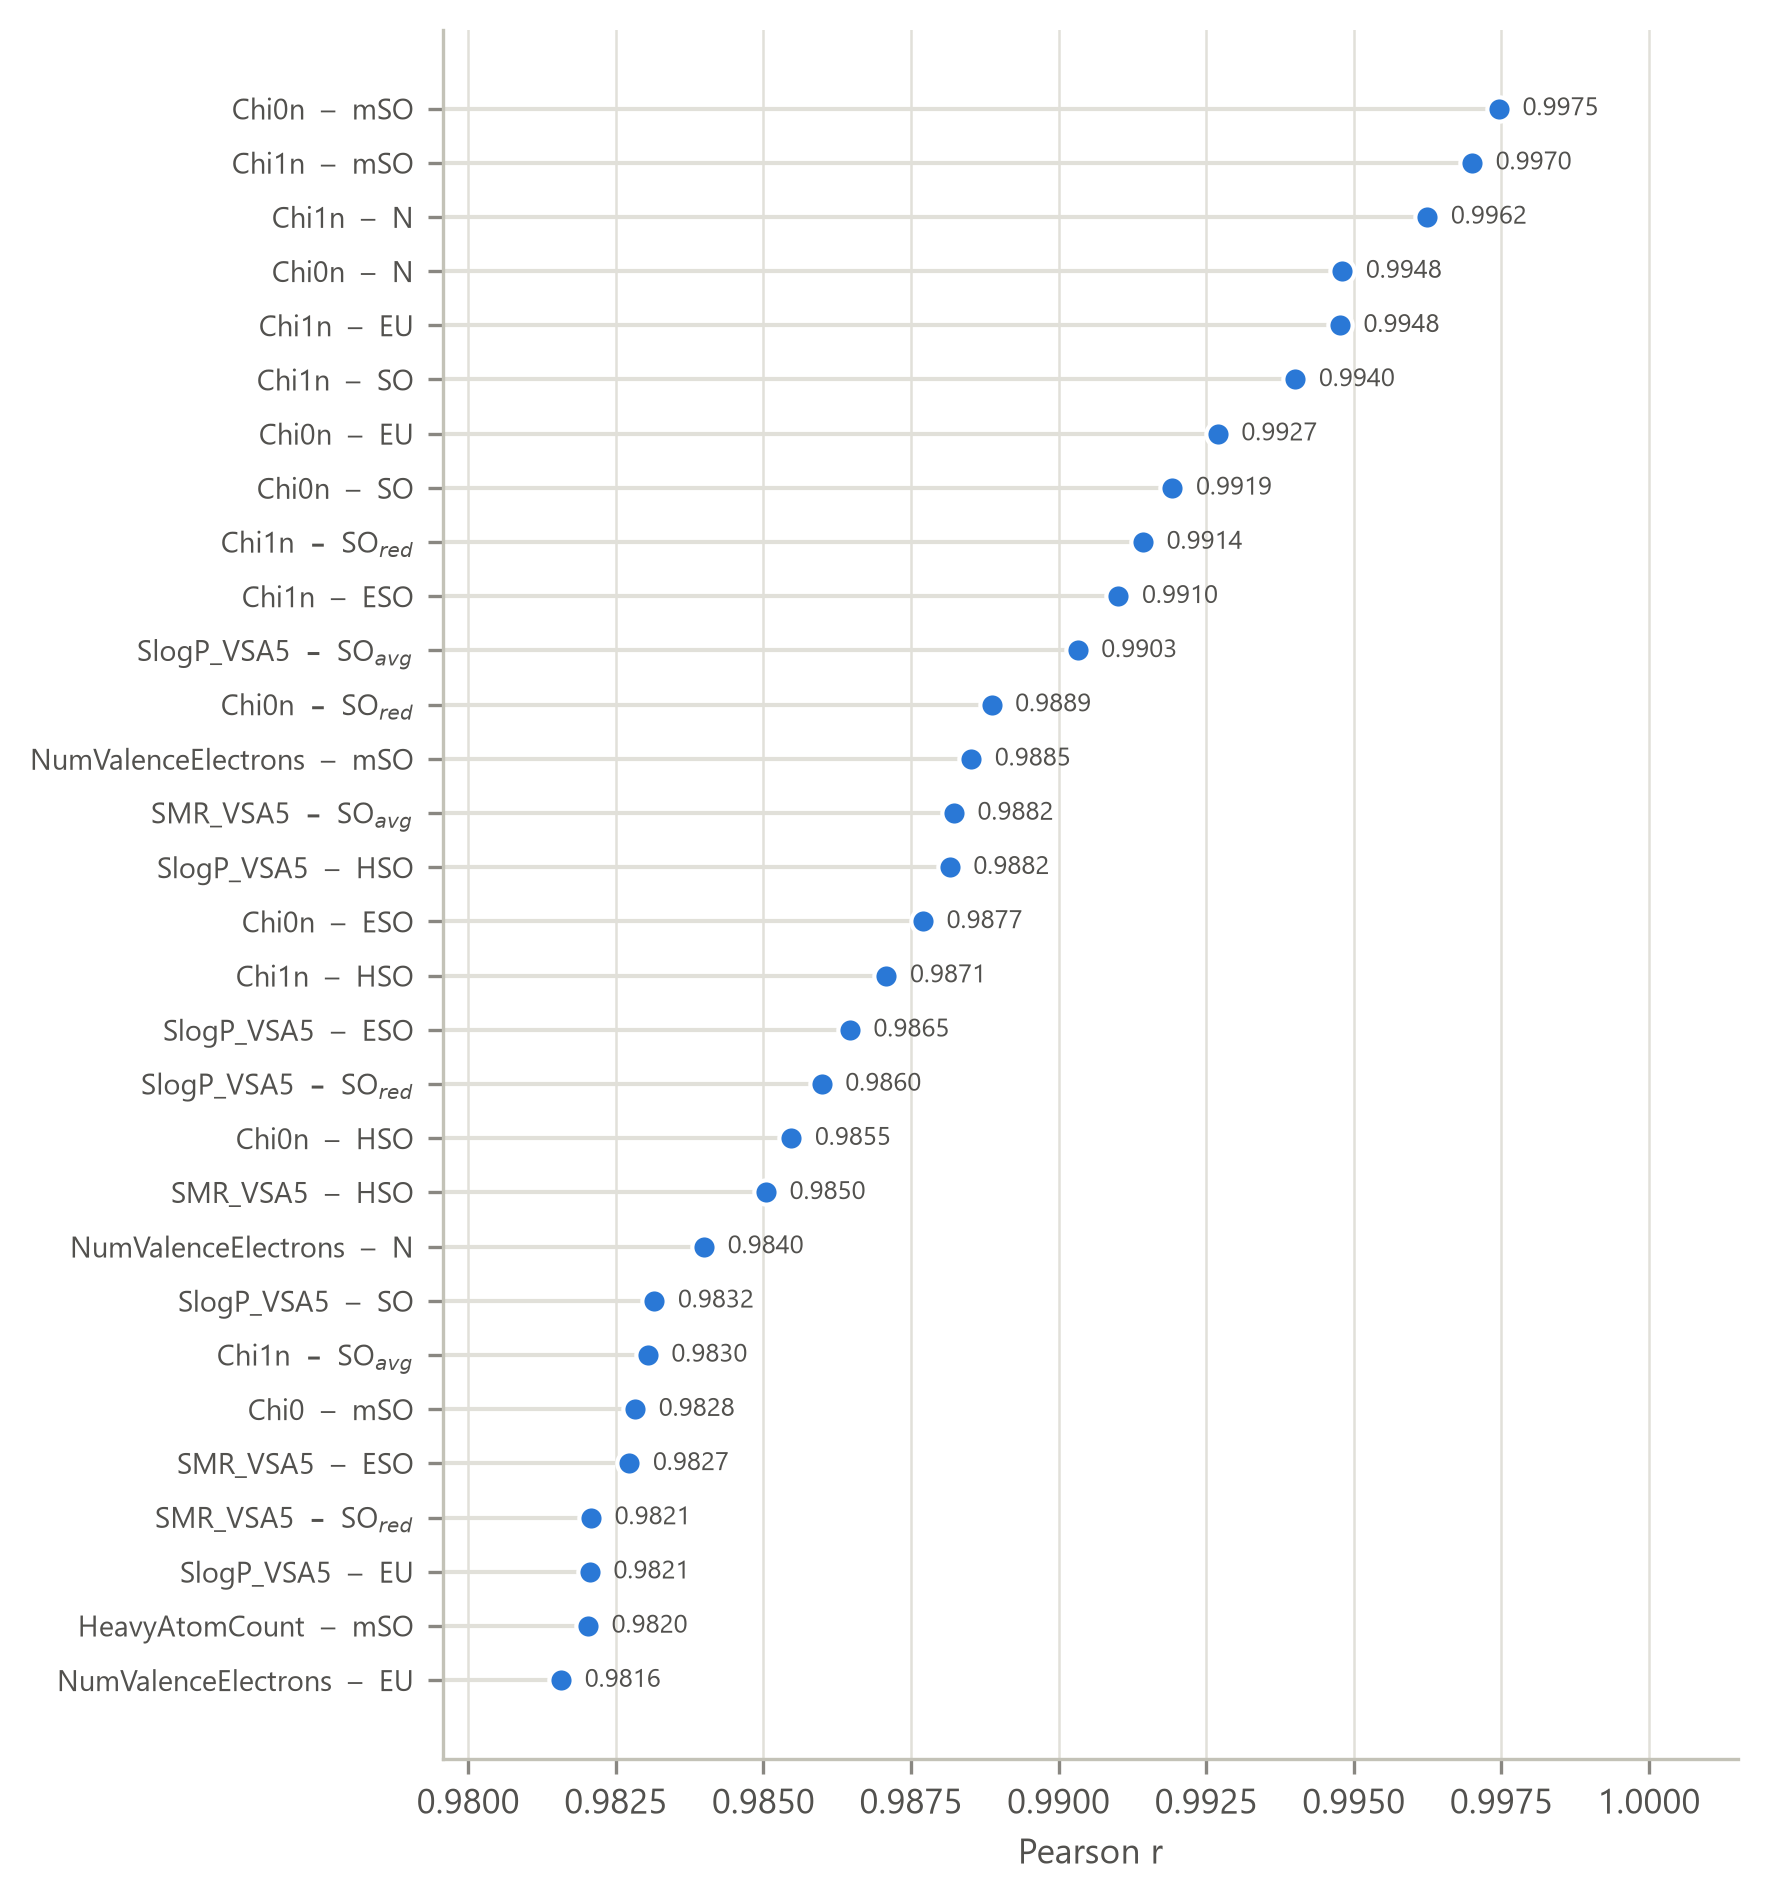 Chi0n – mSO 0.9975
Chi1n – mSO 0.9970
Chi1n – N 0.9962
Chi0n – N 0.9948
Chi1n – EU 0.9948
Chi1n – SO 0.9940
Chi0n – EU 0.9927
Chi0n – SO 0.9919
Chi1n – SOred 0.9914
Chi1n – ESO 0.9910
SlogP_VSA5 – SOavg 0.9903
Chi0n – SOred 0.9889
NumValenceElectrons – mSO 0.9885
SMR_VSA5 – SOavg 0.9882
SlogP_VSA5 – HSO 0.9882
Chi0n – ESO 0.9877
Chi1n – HSO 0.9871
SlogP_VSA5 – ESO 0.9865
SlogP_VSA5 – SOred 0.9860
Chi0n – HSO 0.9855
SMR_VSA5 – HSO 0.9850
NumValenceElectrons – N 0.9840
SlogP_VSA5 – SO 0.9832
Chi1n – SOavg 0.9830
Chi0 – mSO 0.9828
SMR_VSA5 – ESO 0.9827
SMR_VSA5 – SOred 0.9821
SlogP_VSA5 – EU 0.9821
HeavyAtomCount – mSO 0.9820
NumValenceElectrons – EU 0.9816
0.9800 0.9825 0.9850 0.9875 0.9900 0.9925 0.9950 0.9975 1.0000
Pearson r